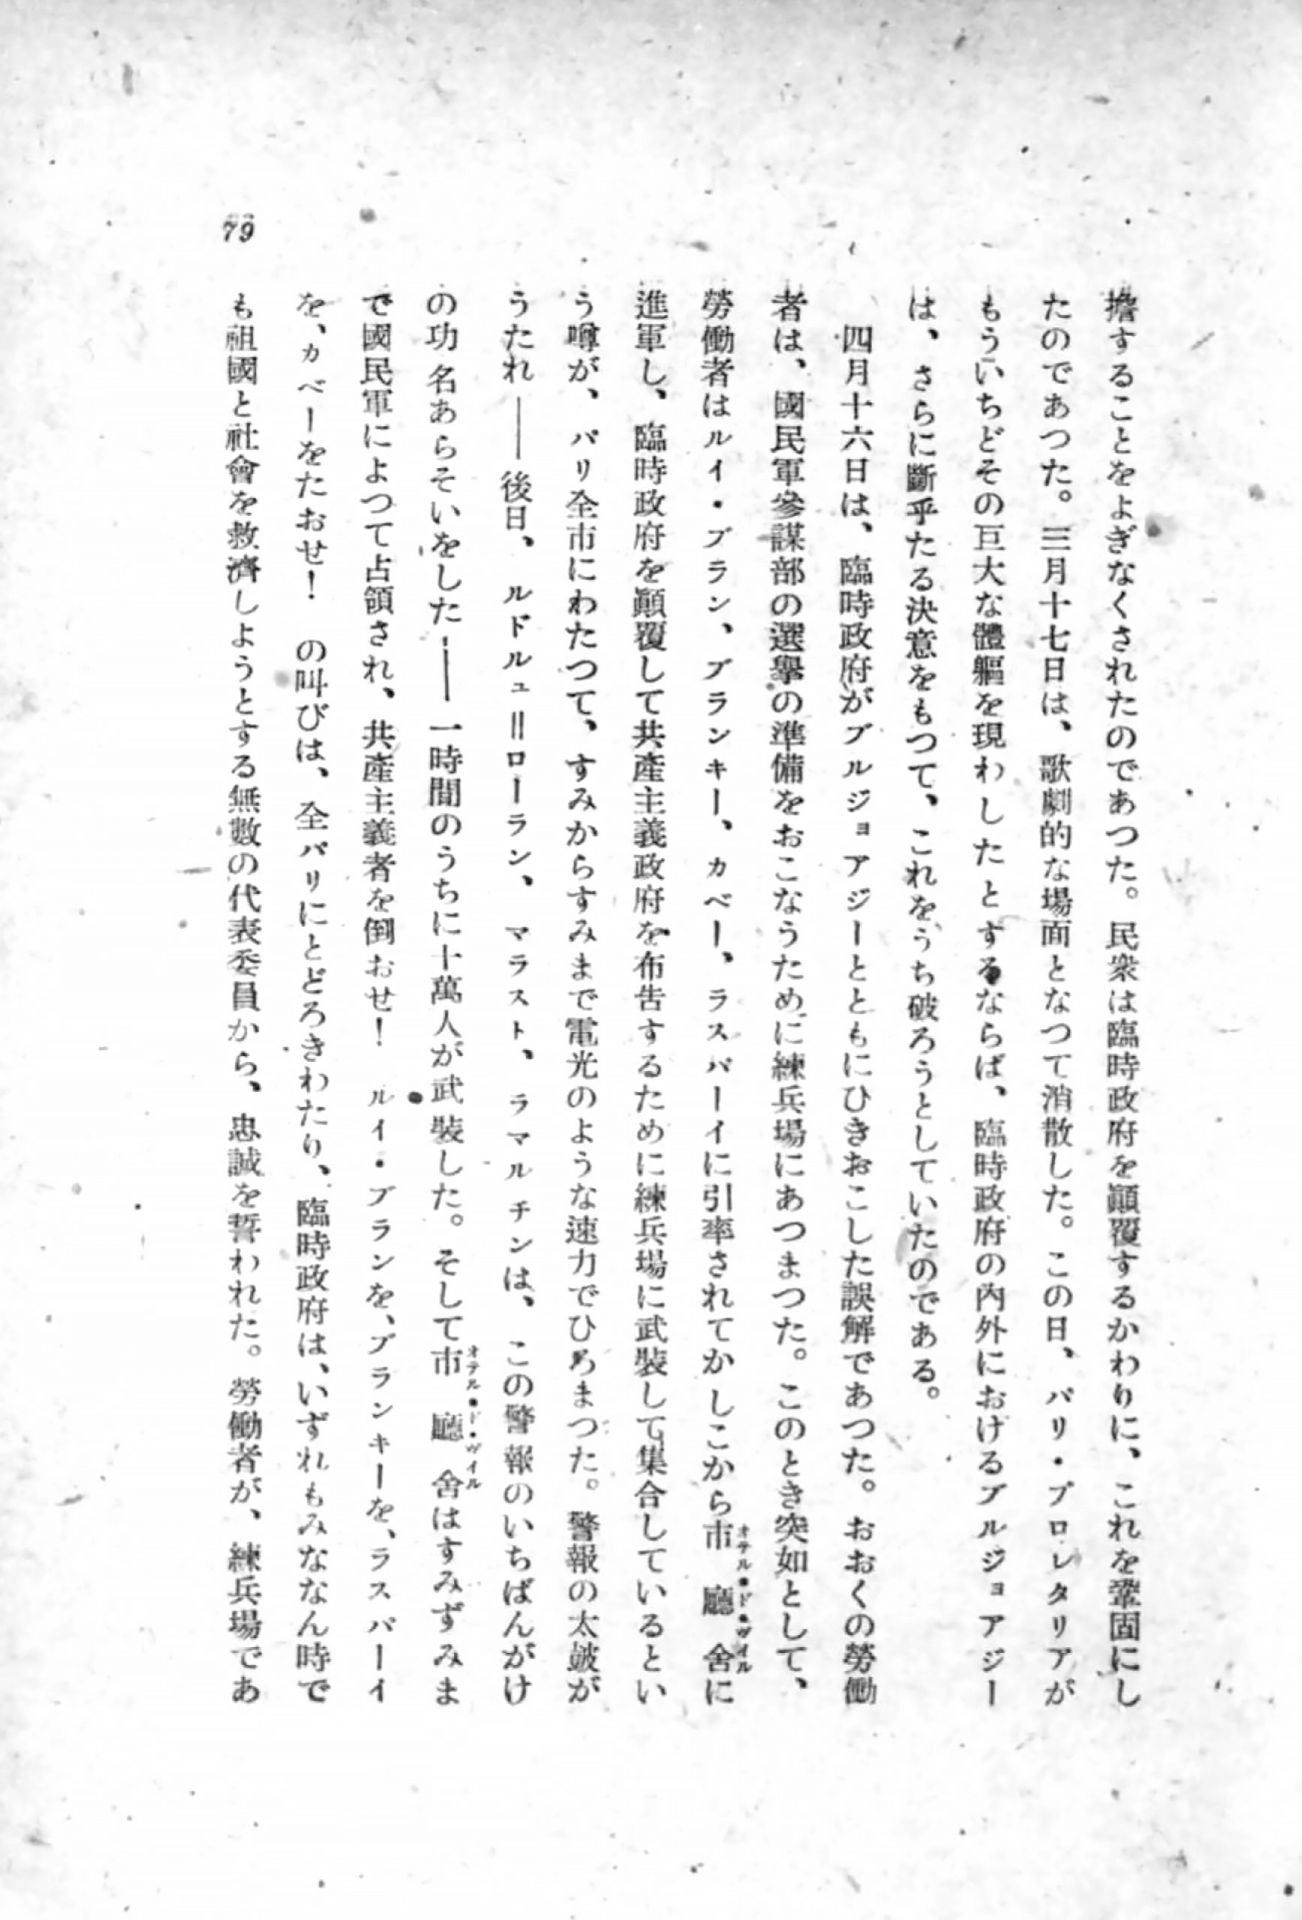 擔することをよぎなくされたのであつた。民衆は臨時政府を顚覆するかわりに、これを鞏固にし
たのであつた。三月十七日は、歌劇的な場面となつて消散した。この日、パリ・プロレタリアが
もういちどその巨大な體軀を現わしたとするならば、臨時政府の內外におけるブルジョアジー
は、さらに斷乎たる決意をもつて、これをうち破ろうとしていたのである。
四月十六日は、臨時政府がブルジョアジーとともにひきおこした誤解であつた。おおくの勞働
者は、國民軍參謀部の選擧の準備をおこなうために練兵場にあつまつた。このとき突如として、
勞働者はルイ・ブラン、ブランキー、カベー、ラスパーイに引率されてかしこから市廳舍に
オテル・ド・ヴイル
進軍し、臨時政府を顚覆して共產主義政府を布告するために練兵場に武裝して集合しているとい
う噂が、パリ全市にわたつて、すみからすみまで電光のような速力でひろまつた。警報の太皷が
うたれ——後日、ルドルュ＝ローラン、マラスト、ラマルチンは、この警報のいちばんがけ
の功名あらそいをした——一時間のうちに十萬人が武裝した。そして市廳舍はすみずみま
オテル・ド・ヴイル
で國民軍によつて占領され、共產主義者を倒おせ！　ルイ・ブランを、ブランキーを、ラスパーイ
を、カベーをたおせ！　の叫びは、全パリにとどろきわたり、臨時政府は、いずれもみななん時で
も祖國と社會を救濟しようとする無數の代表委員から、忠誠を誓われた。勞働者が、練兵場であ
79